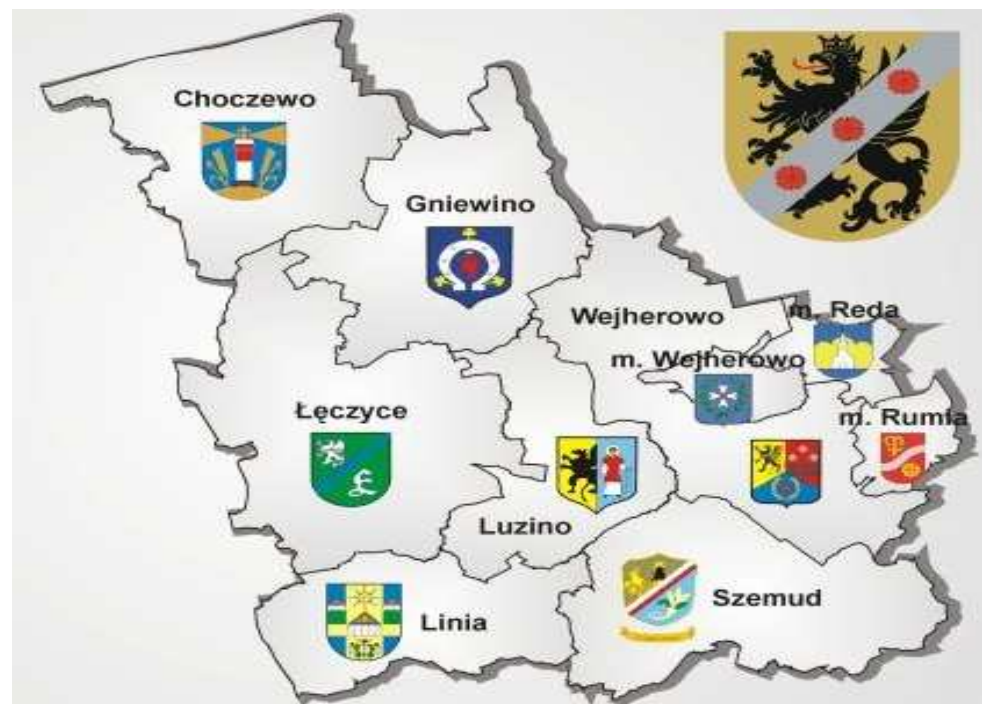 Choczewo
Gniewino
Wejherowo
m. Reda
m. Wejherowo
Łęczyce
m. Rumia
Luzino
Szemud
Linia